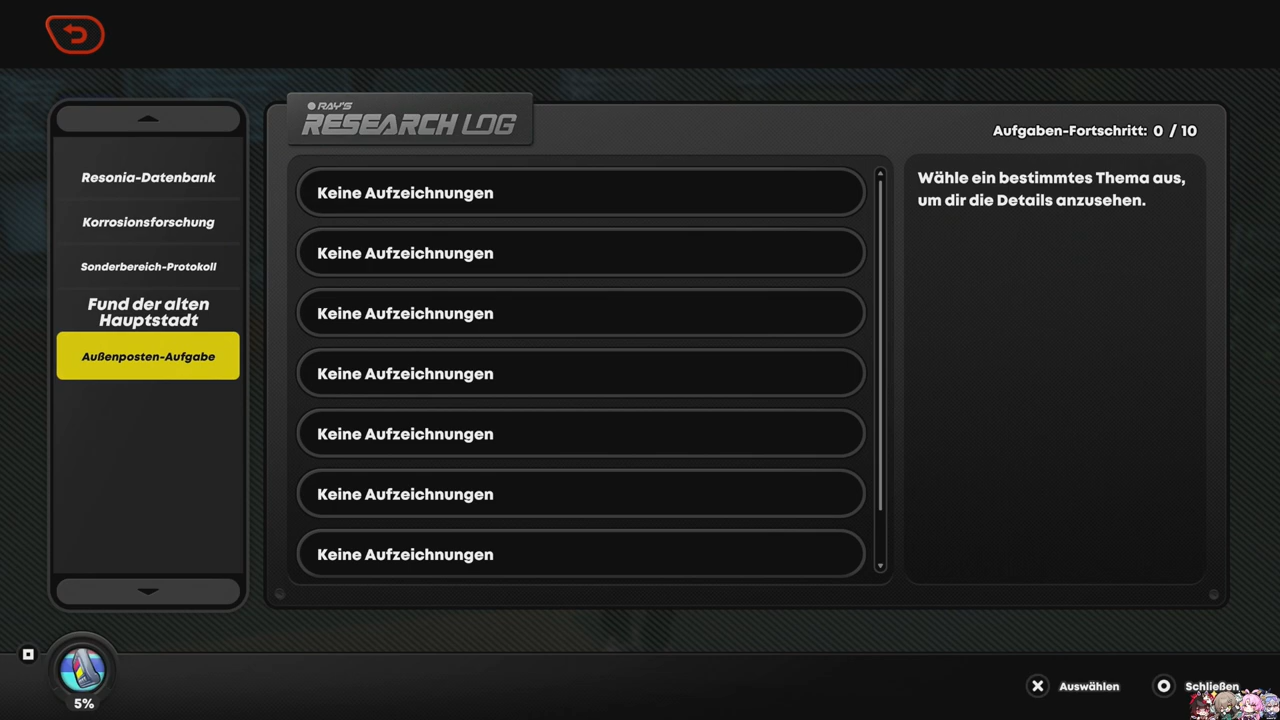 RAY'S
RESEARCH LOG
Aufgaben-Fortschritt: 0 / 10
Resonia-Datenbank
Korrosionsforschung
Sonderbereich-Protokoll
Fund der alten
Hauptstadt
Außenposten-Aufgabe
Keine Aufzeichnungen
Keine Aufzeichnungen
Keine Aufzeichnungen
Keine Aufzeichnungen
Keine Aufzeichnungen
Keine Aufzeichnungen
Keine Aufzeichnungen
Wähle ein bestimmtes Thema aus,
um dir die Details anzusehen.
5%
Auswählen
Schließen